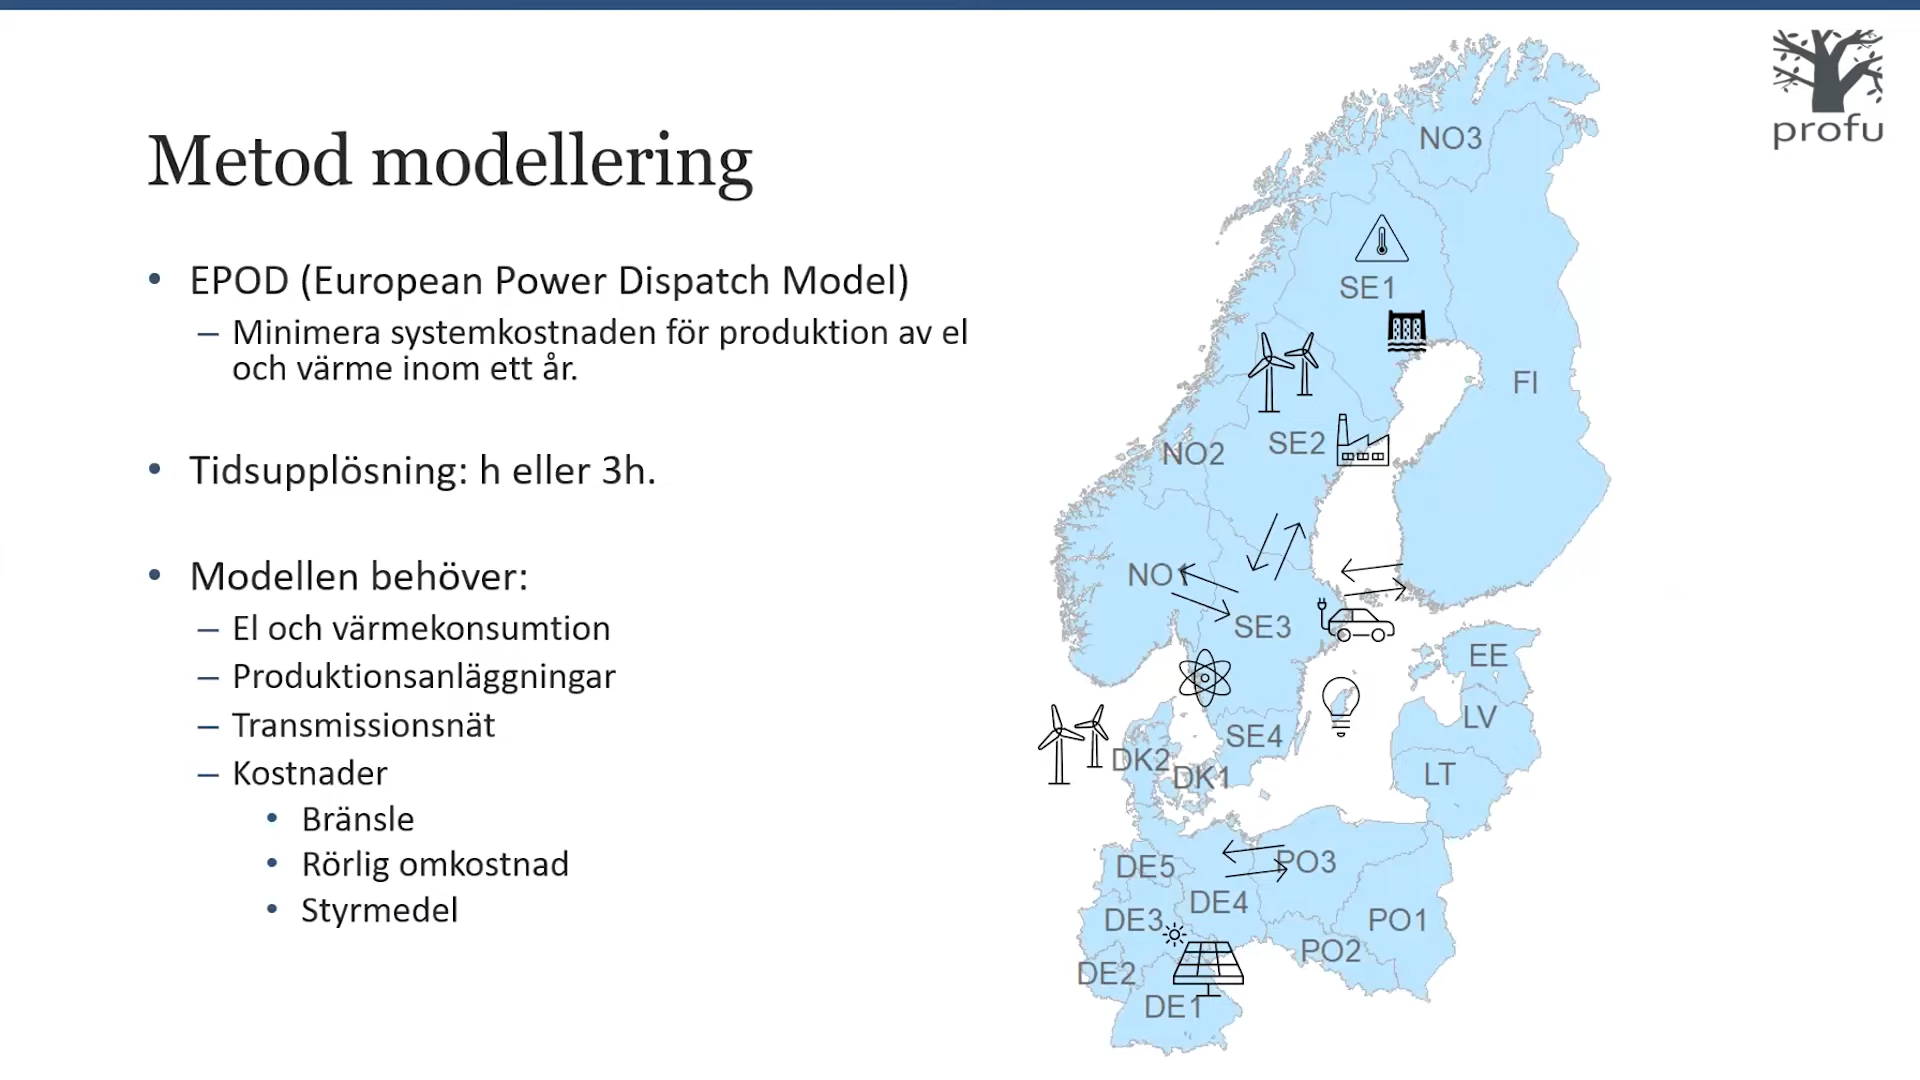 profu
Metod modellering
• EPOD (European Power Dispatch Model)
– Minimera systemkostnaden för produktion av el
och värme inom ett år.
• Tidsupplösning: h eller 3h.
• Modellen behöver:
– El och värmekonsumtion
– Produktionsanläggningar
– Transmissionsnät
– Kostnader
• Bränsle
• Rörlig omkostnad
• Styrmedel
NO3
SE1
FI
SE2
NO2
NO1
SE3
EE
LV
SE4
DK2
DK1
LT
PO3
DE5
DE4
DE3
PO1
PO2
DE2
DE1